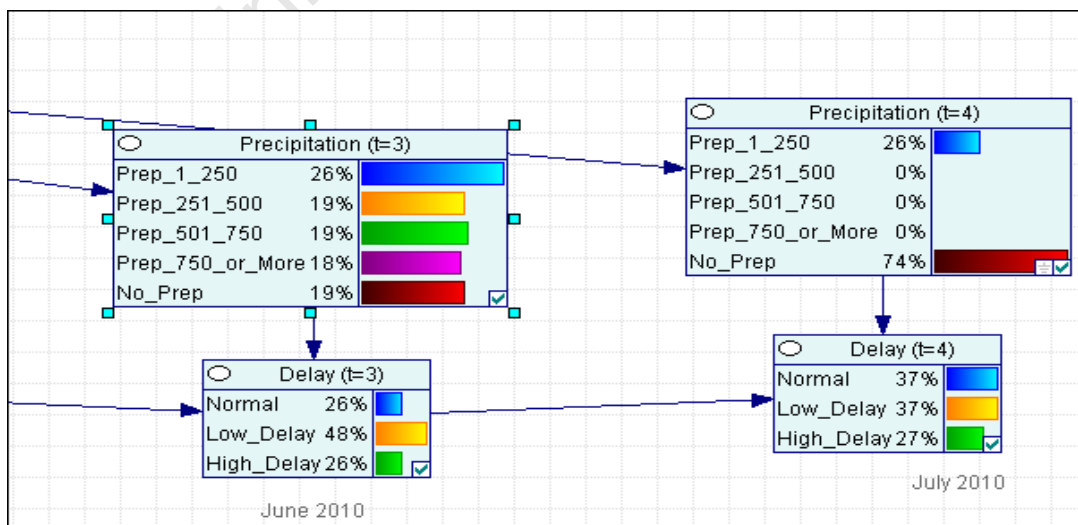 Precipitation (t=3)
Prep_1_250 26%
Prep_251_500 19%
Prep_501_750 19%
Prep_750_or_More 18%
No_Prep 19%
Delay (t=3)
Normal 26%
Low_Delay 48%
High_Delay 26%
June 2010
Precipitation (t=4)
Prep_1_250 26%
Prep_251_500 0%
Prep_501_750 0%
Prep_750_or_More 0%
No_Prep 74%
Delay (t=4)
Normal 37%
Low_Delay 37%
High_Delay 27%
July 2010